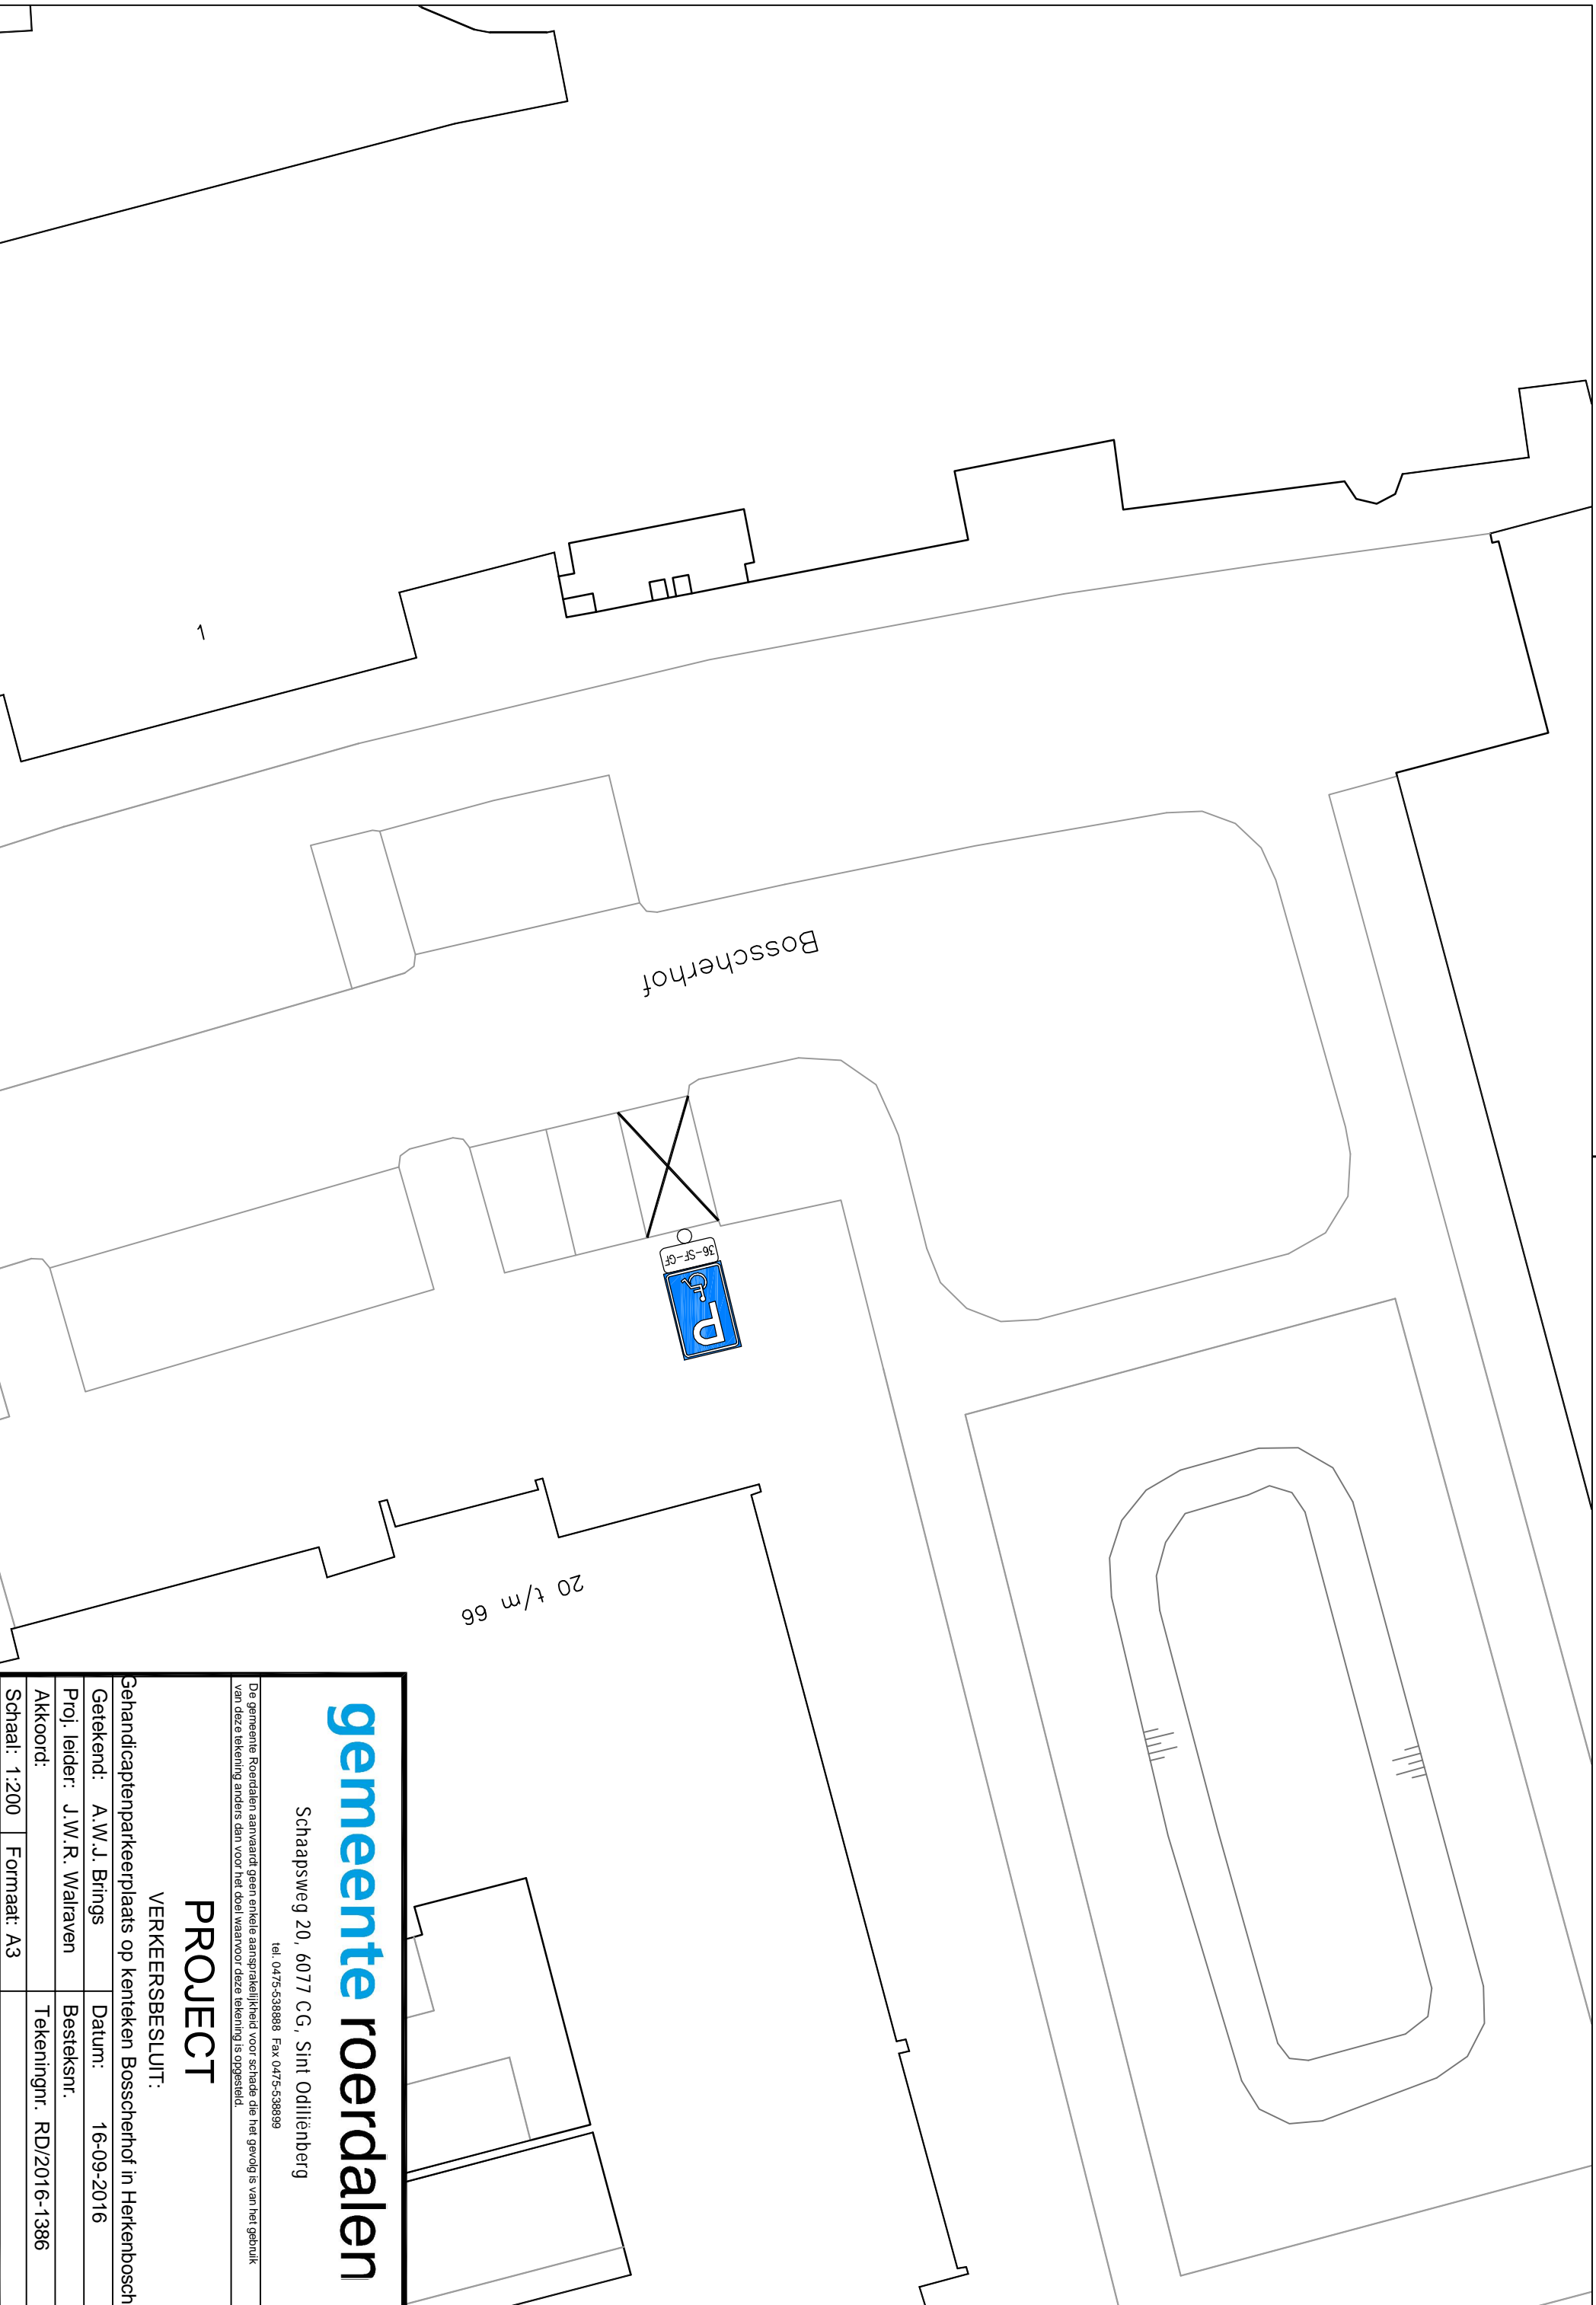 1
Bosscherhof
36-SF-GF
P
20 t/m 66
gemeente roerdalen
Schaapsweg 20, 6077 CG, Sint Odiliënberg
tel. 0475-538888 Fax 0475-538899
De gemeente Roerdalen aanvaardt geen enkele aansprakelijkheid voor schade die het gevolg is van het gebruik
van deze tekening anders dan voor het doel waarvoor deze tekening is opgesteld.
PROJECT
VERKEERSBESLUIT:
Gehandicaptenparkeerplaats op kenteken Bosscherhof in Herkenbosch
Getekend: A.W.J. Brings Datum: 16-09-2016
Proj. leider: J.W.R. Walraven Besteksnr.
Akkoord: Tekeningnr. RD/2016-1386
Schaal: 1:200 Formaat: A3